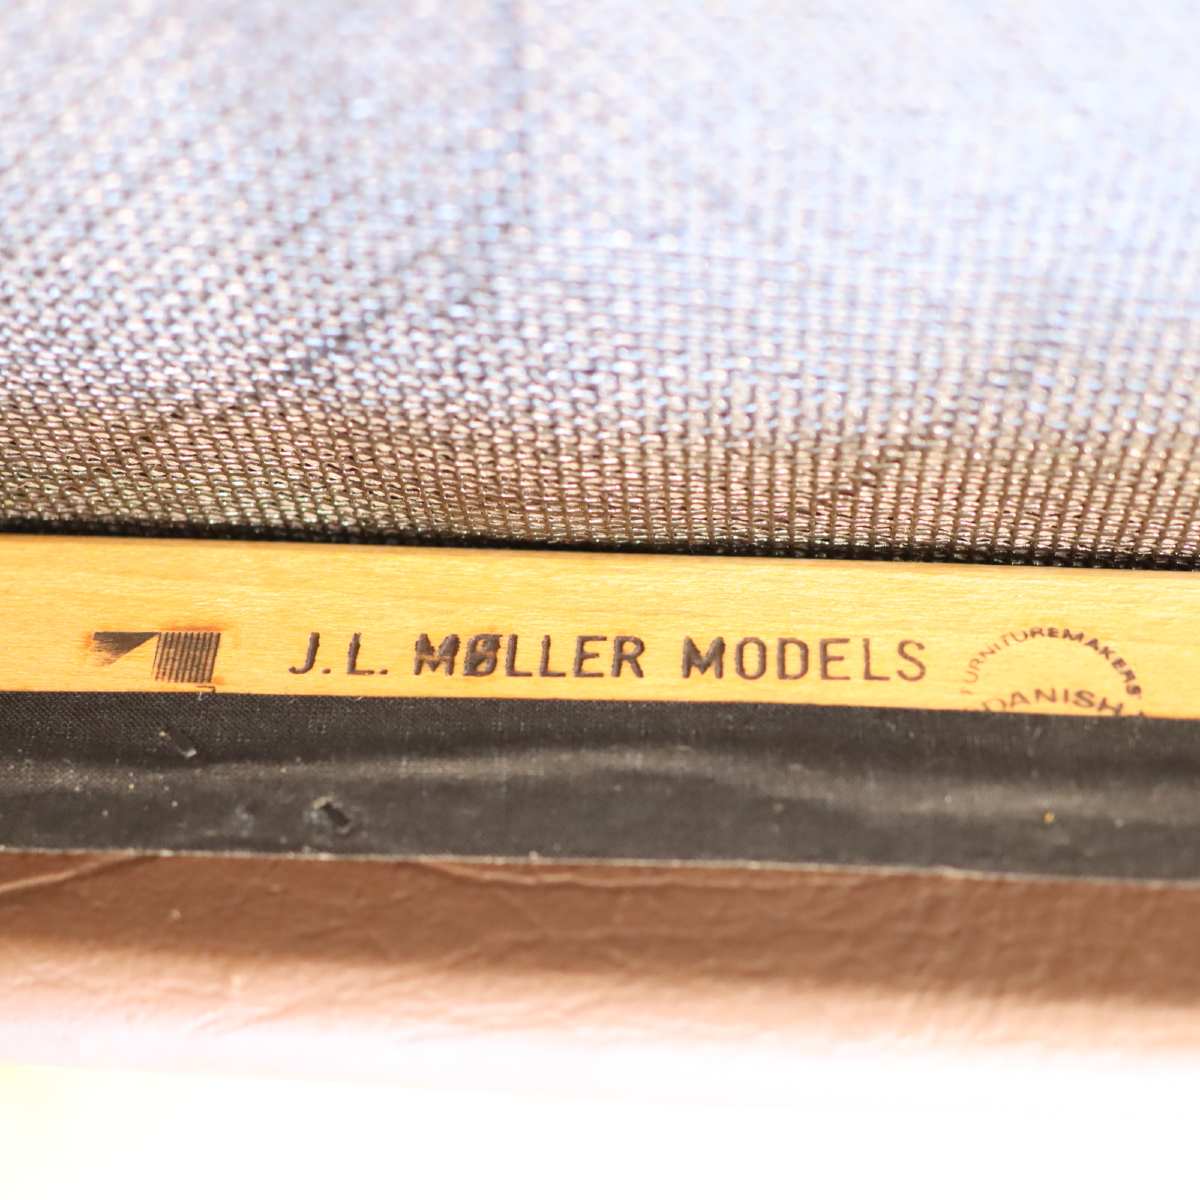 J.L. MØLLER MODELS
FURNITUREMAKERS
DANISH